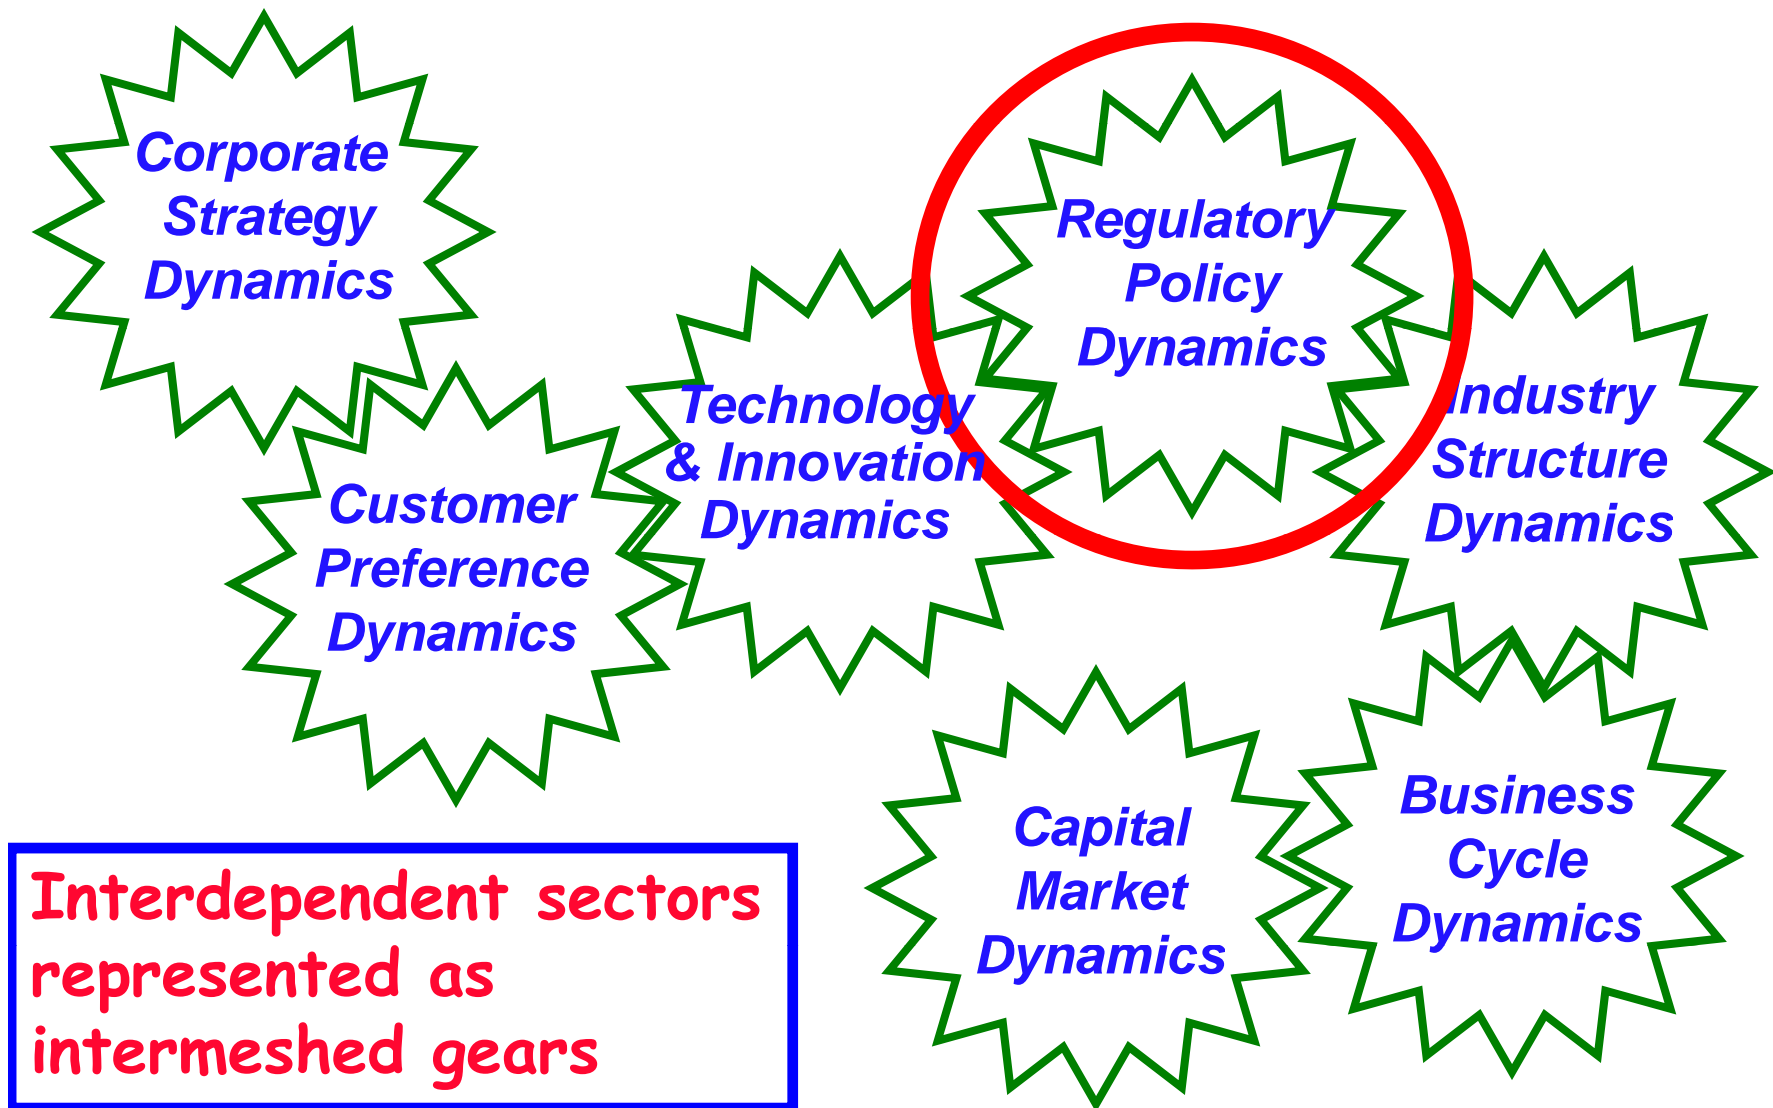 Corporate
Strategy
Dynamics
Customer
Preference
Dynamics
Technology
& Innovation
Dynamics
Regulatory
Policy
Dynamics
Industry
Structure
Dynamics
Business
Cycle
Dynamics
Capital
Market
Dynamics
Interdependent sectors
represented as
intermeshed gears